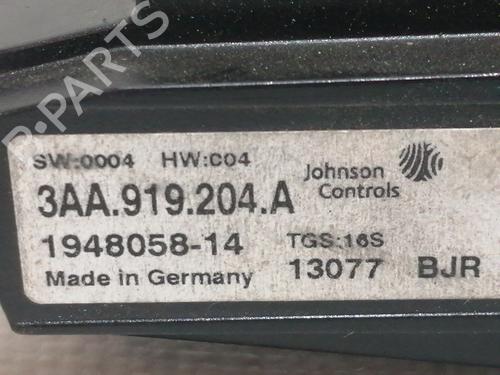 B-PARTS
SW:0004 HW:C04
Johnson Controls
3AA.919.204.A
1948058-14 TGS:16S
Made in Germany 13077 BJR